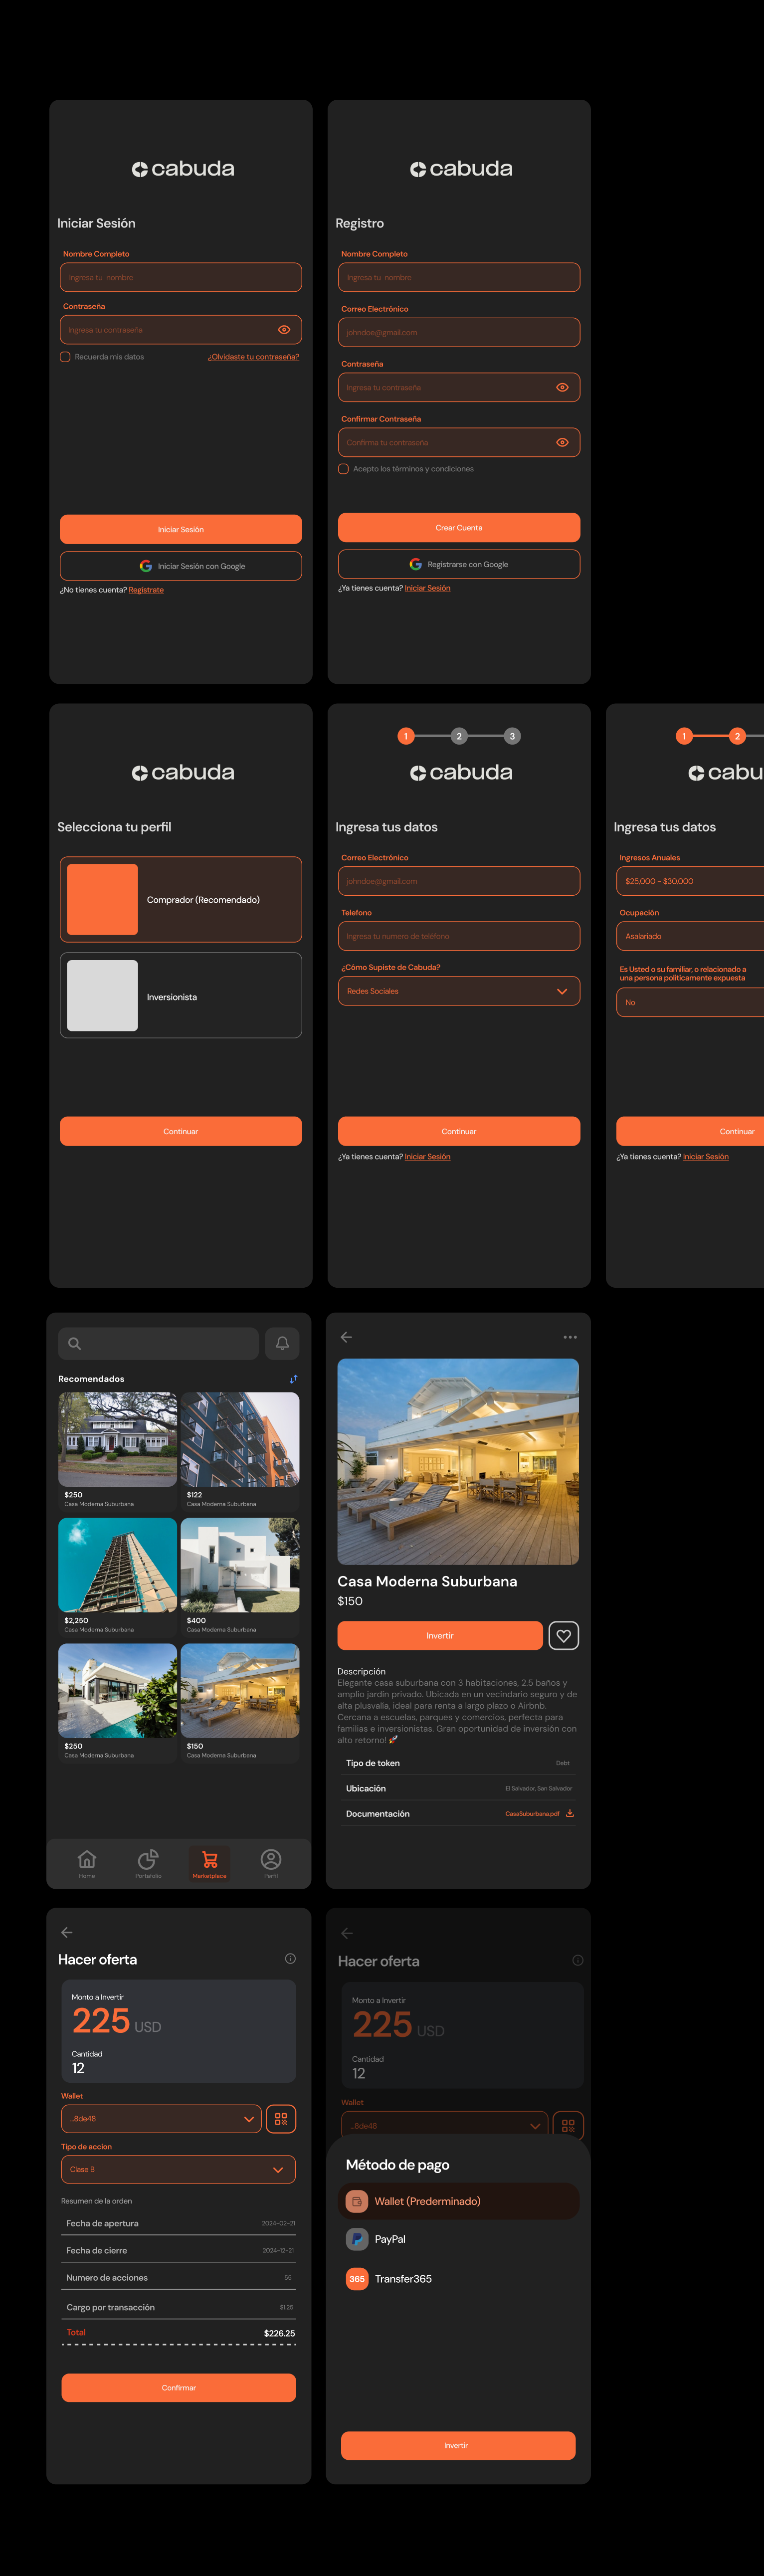 cabuda
Iniciar Sesión
Nombre Completo
Ingresa tu nombre
Contraseña
Ingresa tu contraseña
Recuerda mis datos
¿Olvidaste tu contraseña?
Iniciar Sesión
Iniciar Sesión con Google
¿No tienes cuenta? Registrate
cabuda
Registro
Nombre Completo
Ingresa tu nombre
Correo Electrónico
johndoe@gmail.com
Contraseña
Ingresa tu contraseña
Confirmar Contraseña
Confirma tu contraseña
Acepto los términos y condiciones
Crear Cuenta
Registrarse con Google
¿Ya tienes cuenta? Iniciar Sesión
cabuda
Selecciona tu perfil
Comprador (Recomendado)
Inversionista
Continuar
1 2 3
cabuda
Ingresa tus datos
Correo Electrónico
johndoe@gmail.com
Telefono
Ingresa tu numero de teléfono
¿Cómo Supiste de Cabuda?
Redes Sociales
Continuar
¿Ya tienes cuenta? Iniciar Sesión
1 2
cabu
Ingresa tus datos
Ingresos Anuales
$25,000 - $30,000
Ocupación
Asalariado
Es Usted o su familiar, o relacionado a
una persona politicamente expuesta
No
Continuar
¿Ya tienes cuenta? Iniciar Sesión
Recomendados
$250
Casa Moderna Suburbana
$122
Casa Moderna Suburbana
$2,250
Casa Moderna Suburbana
$400
Casa Moderna Suburbana
$250
Casa Moderna Suburbana
$150
Casa Moderna Suburbana
Home
Portafolio
Marketplace
Perfil
Casa Moderna Suburbana
$150
Invertir
Descripción
Elegante casa suburbana con 3 habitaciones, 2.5 baños y
amplio jardín privado. Ubicada en un vecindario seguro y de
alta plusvalía, ideal para renta a largo plazo o Airbnb.
Cercana a escuelas, parques y comercios, perfecta para
familias e inversionistas. Gran oportunidad de inversión con
alto retorno! 🚀
Tipo de token
Debt
Ubicación
El Salvador, San Salvador
Documentación
CasaSuburbana.pdf
Hacer oferta
Monto a Invertir
225 USD
Cantidad
12
Wallet
...8de48
Tipo de accion
Clase B
Resumen de la orden
Fecha de apertura
2024-02-21
Fecha de cierre
2024-12-21
Numero de acciones
55
Cargo por transacción
$1.25
Total
$226.25
Confirmar
Hacer oferta
Monto a Invertir
225 USD
Cantidad
12
Wallet
...8de48
Método de pago
Wallet (Prederminado)
PayPal
365
Transfer365
Invertir